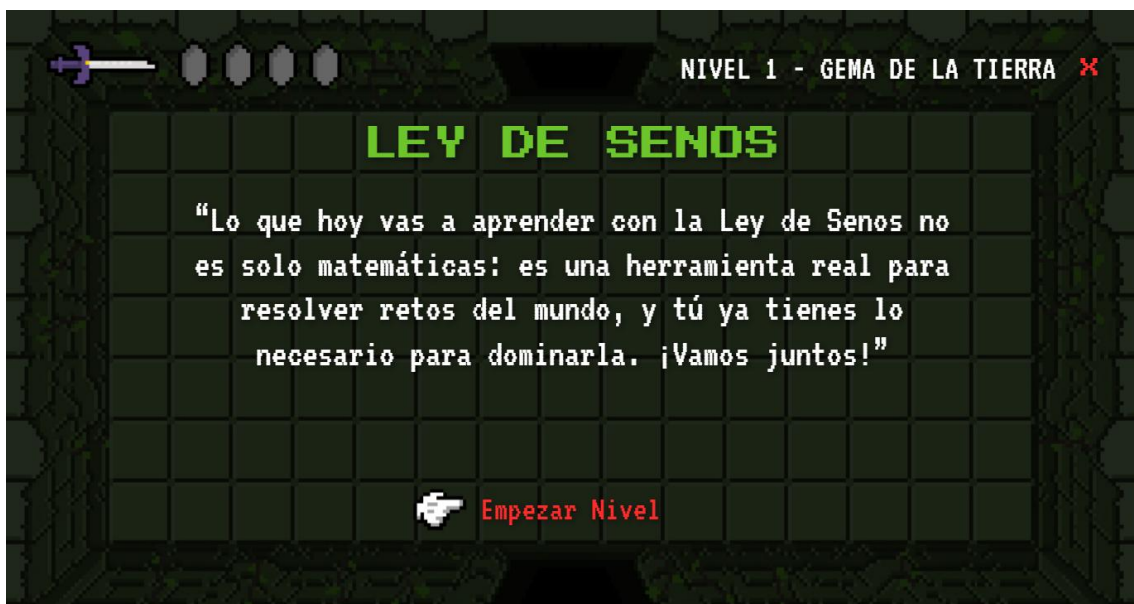 NIVEL 1 - GEMA DE LA TIERRA X
LEY DE SENOS
“Lo que hoy vas a aprender con la Ley de Senos no
es solo matemáticas: es una herramienta real para
resolver retos del mundo, y tú ya tienes lo
necesario para dominarla. ¡Vamos juntos!”
Empezar Nivel